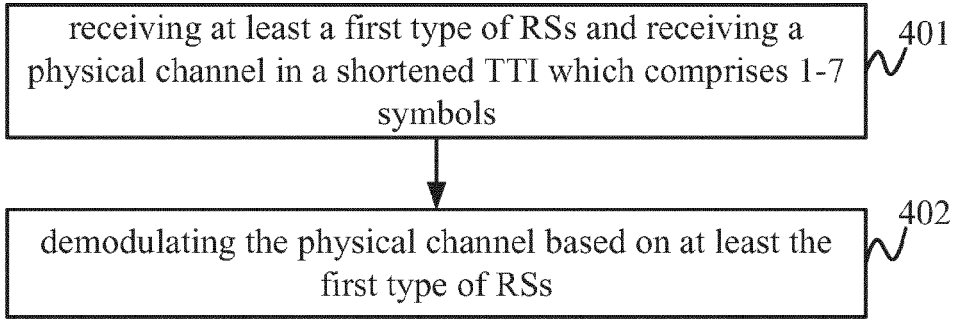 receiving at least a first type of RSs and receiving a
physical channel in a shortened TTI which comprises 1-7
symbols
401
demodulating the physical channel based on at least the
first type of RSs
402